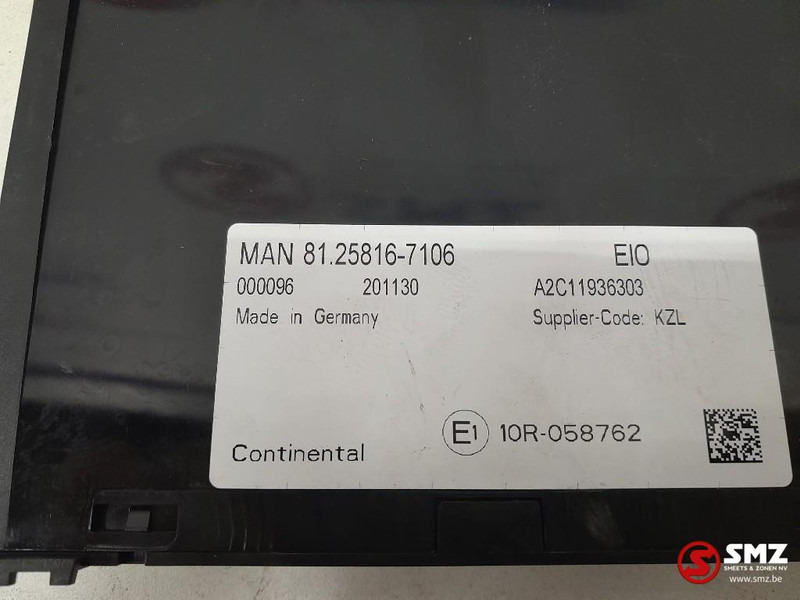 MAN 81.25816-7106 EIO
000096 201130 A2C11936303
Made in Germany Supplier-Code: KZL
E1 10R-058762
Continental
SMZ
SMEETS & ZONEN NV
www.smz.be